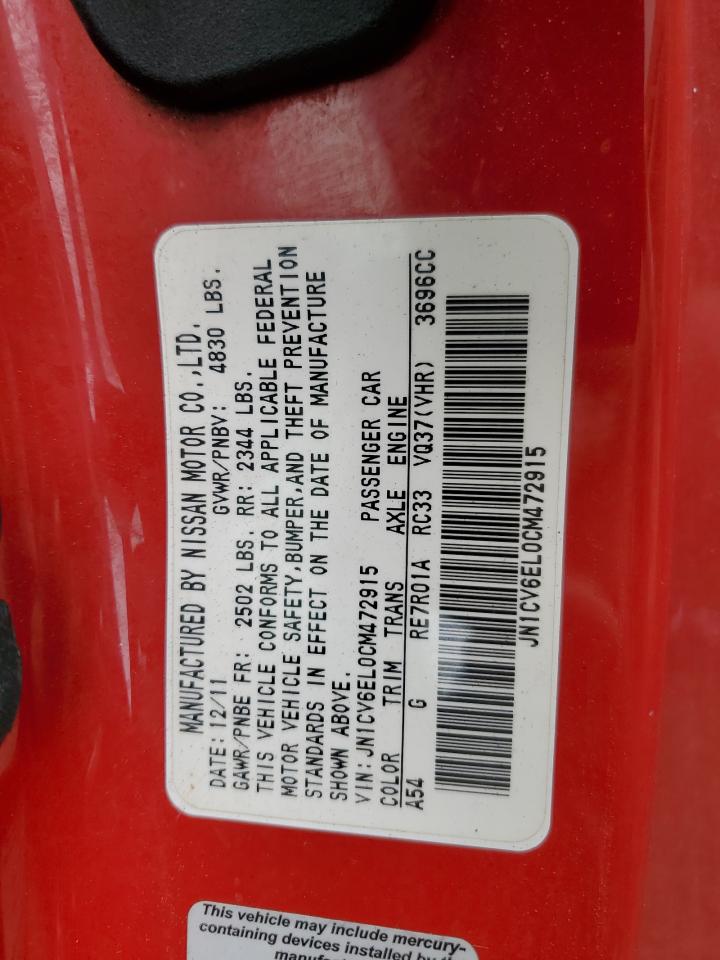 MANUFACTURED BY NISSAN MOTOR CO.,LTD.
DATE: 12/11 GVWR/PNBV: 4830 LBS.
GAWR/PNBE FR: 2502 LBS. RR: 2344 LBS.
THIS VEHICLE CONFORMS TO ALL APPLICABLE FEDERAL
MOTOR VEHICLE SAFETY,BUMPER,AND THEFT PREVENTION
STANDARDS IN EFFECT ON THE DATE OF MANUFACTURE
SHOWN ABOVE.
VIN:JN1CV6EL0CM472915 PASSENGER CAR
COLOR TRIM TRANS AXLE ENGINE
A54 G RE7R01A RC33 VQ37(VHR) 3696CC
JN1CV6EL0CM472915
This vehicle may include mercury-
containing devices installed by the